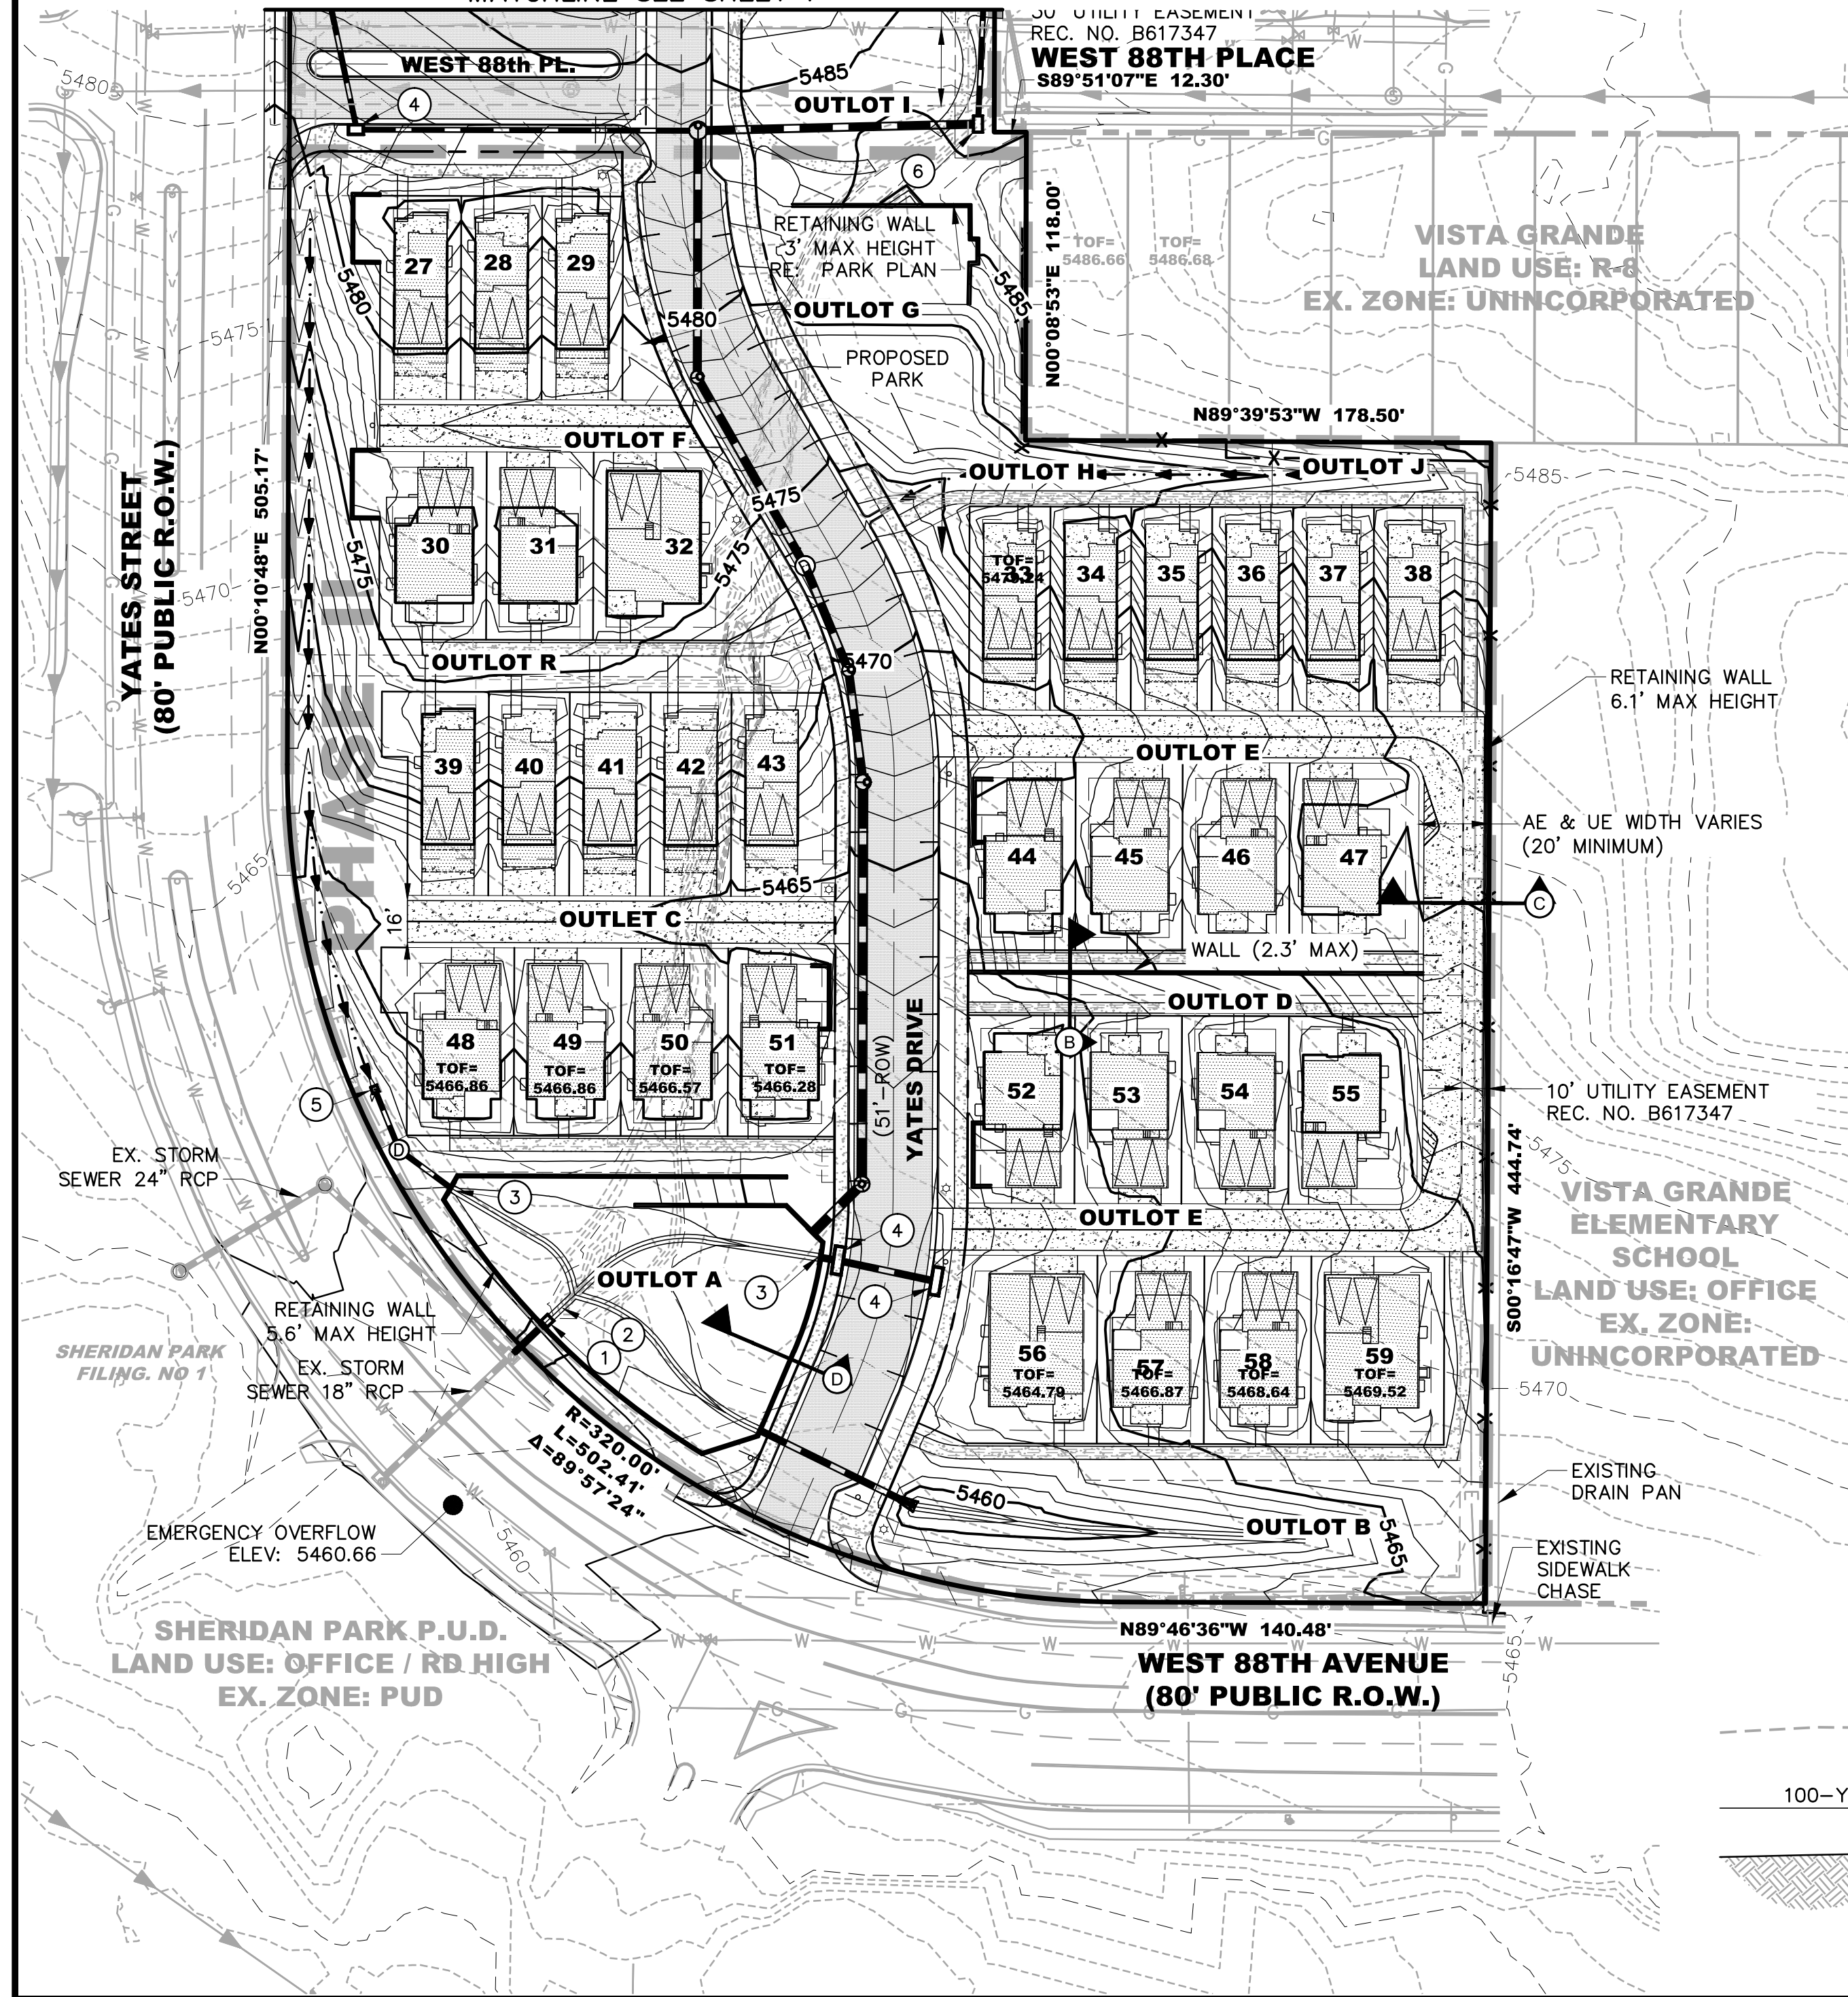 30' UTILITY EASEMENT
REC. NO. B617347
WEST 88TH PLACE
S89°51'07"E 12.30'
WEST 88th PL.
5480
5485
OUTLOT I
4
6
RETAINING WALL
3' MAX HEIGHT
RE: PARK PLAN
5485
N00°08'53"E 118.00'
TOF=
5486.66
TOF=
5486.68
VISTA GRANDE
LAND USE: R-8
EX. ZONE: UNINCORPORATED
27
28
29
5480
5480
5475
OUTLOT G
PROPOSED
PARK
N89°39'53"W 178.50'
OUTLOT F
OUTLOT H
OUTLOT J
5485
YATES STREET
(80' PUBLIC R.O.W.)
N00°10'48"E 505.17'
5475
5475
5475
5470
30
31
32
33
TOF=
5479.24
34
35
36
37
38
OUTLOT R
5470
PHASE II
RETAINING WALL
6.1' MAX HEIGHT
OUTLOT E
39
40
41
42
43
44
45
46
47
AE & UE WIDTH VARIES
(20' MINIMUM)
5465
5465
16'
OUTLET C
C
WALL (2.3' MAX)
OUTLOT D
B
48
TOF=
5466.86
49
TOF=
5466.86
50
TOF=
5466.57
51
TOF=
5466.28
(51'-ROW)
YATES DRIVE
52
53
54
55
10' UTILITY EASEMENT
REC. NO. B617347
5
D
EX. STORM
SEWER 24" RCP
3
4
OUTLOT E
S00°16'47"W 444.74'
5475
VISTA GRANDE
ELEMENTARY
SCHOOL
LAND USE: OFFICE
EX. ZONE:
UNINCORPORATED
OUTLOT A
3
4
RETAINING WALL
5.6' MAX HEIGHT
2
1
SHERIDAN PARK
FILING. NO 1
EX. STORM
SEWER 18" RCP
D
56
TOF=
5464.79
57
TOF=
5466.87
58
TOF=
5468.64
59
TOF=
5469.52
5470
R=320.00'
L=502.41'
Δ=89°57'24"
EXISTING
DRAIN PAN
5460
OUTLOT B
5465
EMERGENCY OVERFLOW
ELEV: 5460.66
5460
EXISTING
SIDEWALK
CHASE
SHERIDAN PARK P.U.D.
LAND USE: OFFICE / RD HIGH
EX. ZONE: PUD
N89°46'36"W 140.48'
WEST 88TH AVENUE
(80' PUBLIC R.O.W.)
5465
100-Y